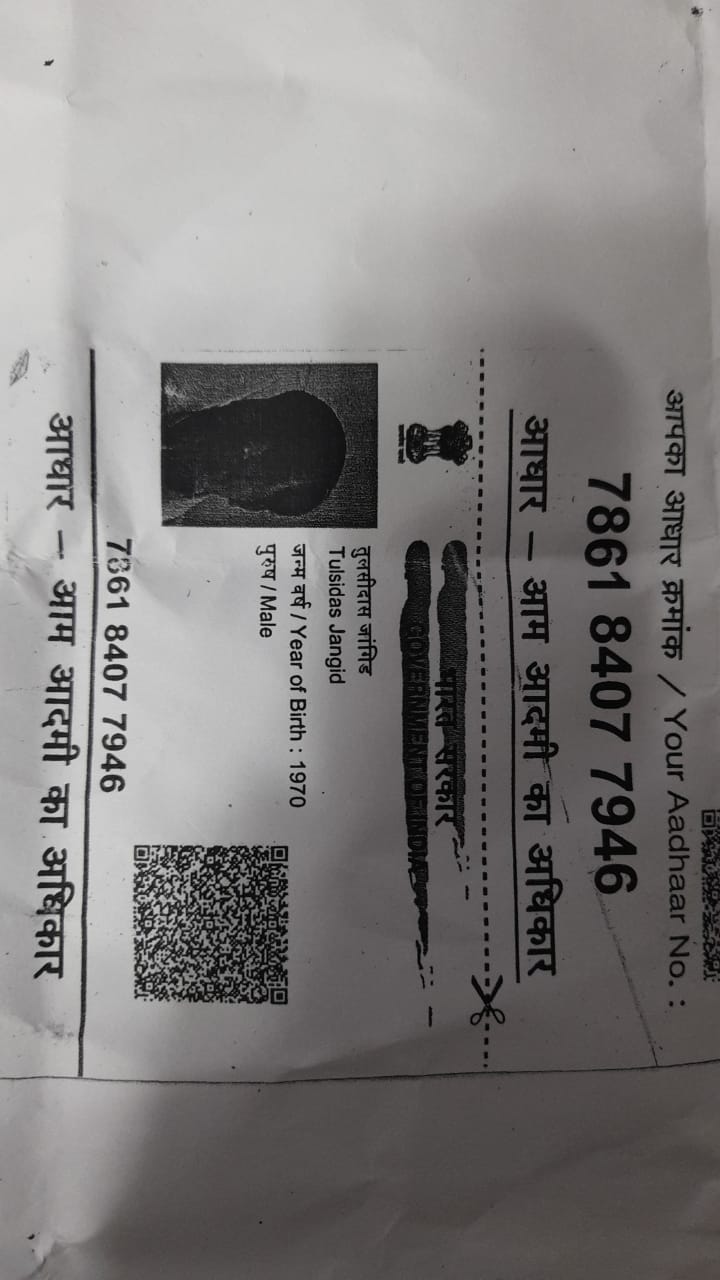 आपका आधार क्रमांक / Your Aadhaar No. :
7861 8407 7946
आधार – आम आदमी का अधिकार
भारत सरकार
GOVERNMENT OF INDIA
तुलसीदास जांगिड
Tulsidas Jangid
जन्म वर्ष / Year of Birth : 1970
पुरुष / Male
7861 8407 7946
आधार – आम आदमी का अधिकार